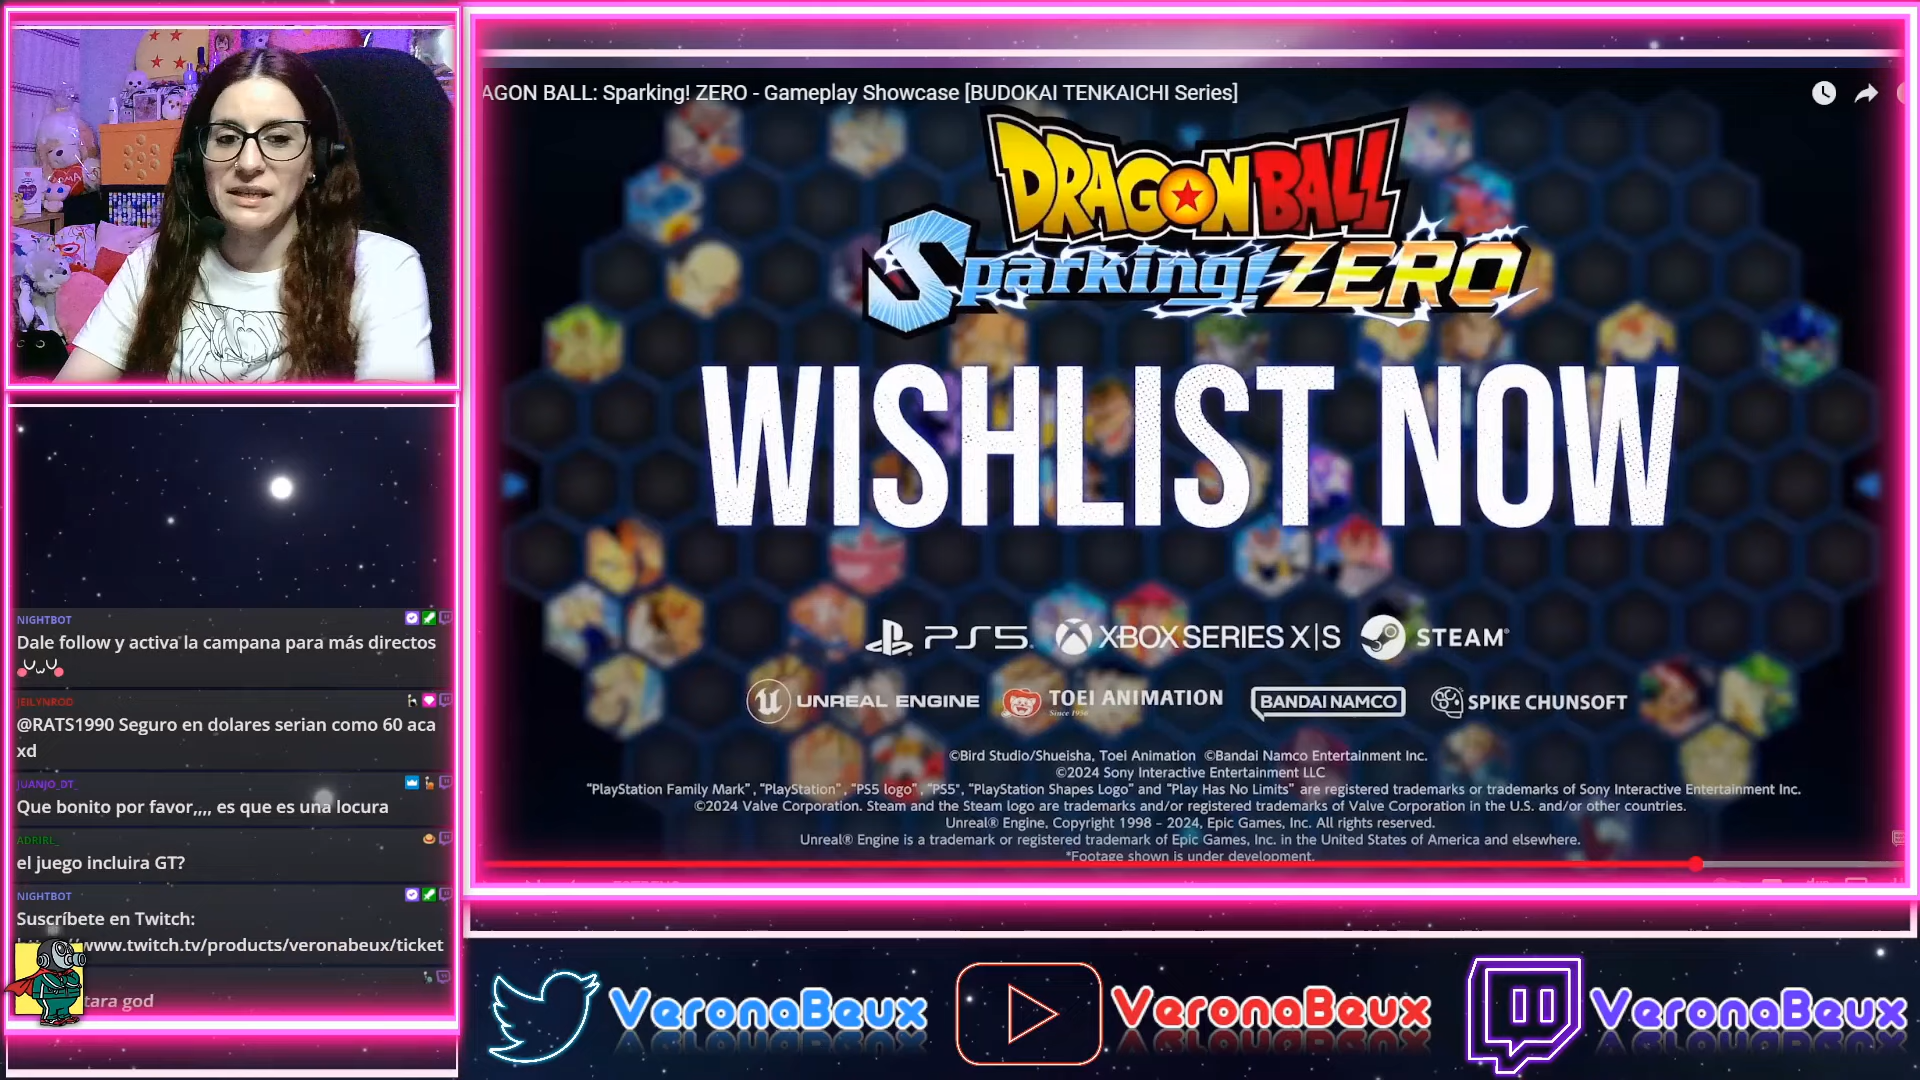 AGON BALL: Sparking! ZERO - Gameplay Showcase [BUDOKAI TENKAICHI Series]
DRAGON BALL
Sparking! ZERO
WISHLIST NOW
PS5 XBOX SERIES X|S STEAM
UNREAL ENGINE TOEI ANIMATION Since 1956 BANDAI NAMCO SPIKE CHUNSOFT
©Bird Studio/Shueisha, Toei Animation ©Bandai Namco Entertainment Inc.
©2024 Sony Interactive Entertainment LLC
“PlayStation Family Mark”, “PlayStation”, “PS5 logo”, “PS5”, “PlayStation Shapes Logo” and “Play Has No Limits” are registered trademarks or trademarks of Sony Interactive Entertainment Inc.
©2024 Valve Corporation. Steam and the Steam logo are trademarks and/or registered trademarks of Valve Corporation in the U.S. and/or other countries.
Unreal® Engine, Copyright 1998 – 2024, Epic Games, Inc. All rights reserved.
Unreal® Engine is a trademark or registered trademark of Epic Games, Inc. in the United States of America and elsewhere.
*Footage shown is under development.
NIGHTBOT
Dale follow y activa la campana para más directos
JEILYNROD
@RATS1990 Seguro en dolares serian como 60 aca
xd
JUANJO_DT_
Que bonito por favor,,,, es que es una locura
ADRIRL_
el juego incluira GT?
NIGHTBOT
Suscríbete en Twitch:
www.twitch.tv/products/veronabeux/ticket
tara god
VeronaBeux VeronaBeux VeronaBeux